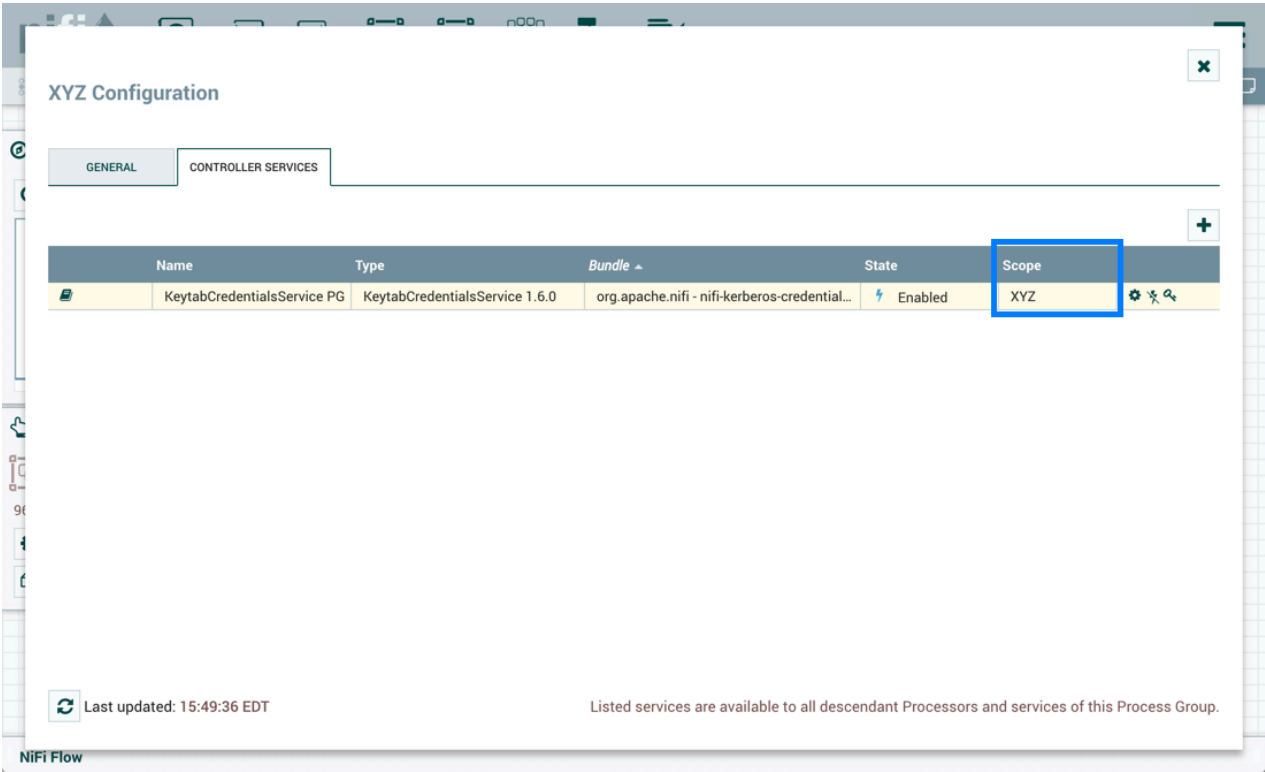 nifi
XYZ Configuration
GENERAL CONTROLLER SERVICES
Name Type Bundle State Scope
KeytabCredentialsService PG KeytabCredentialsService 1.6.0 org.apache.nifi - nifi-kerberos-credential... Enabled XYZ
96
Last updated: 15:49:36 EDT Listed services are available to all descendant Processors and services of this Process Group.
NiFi Flow